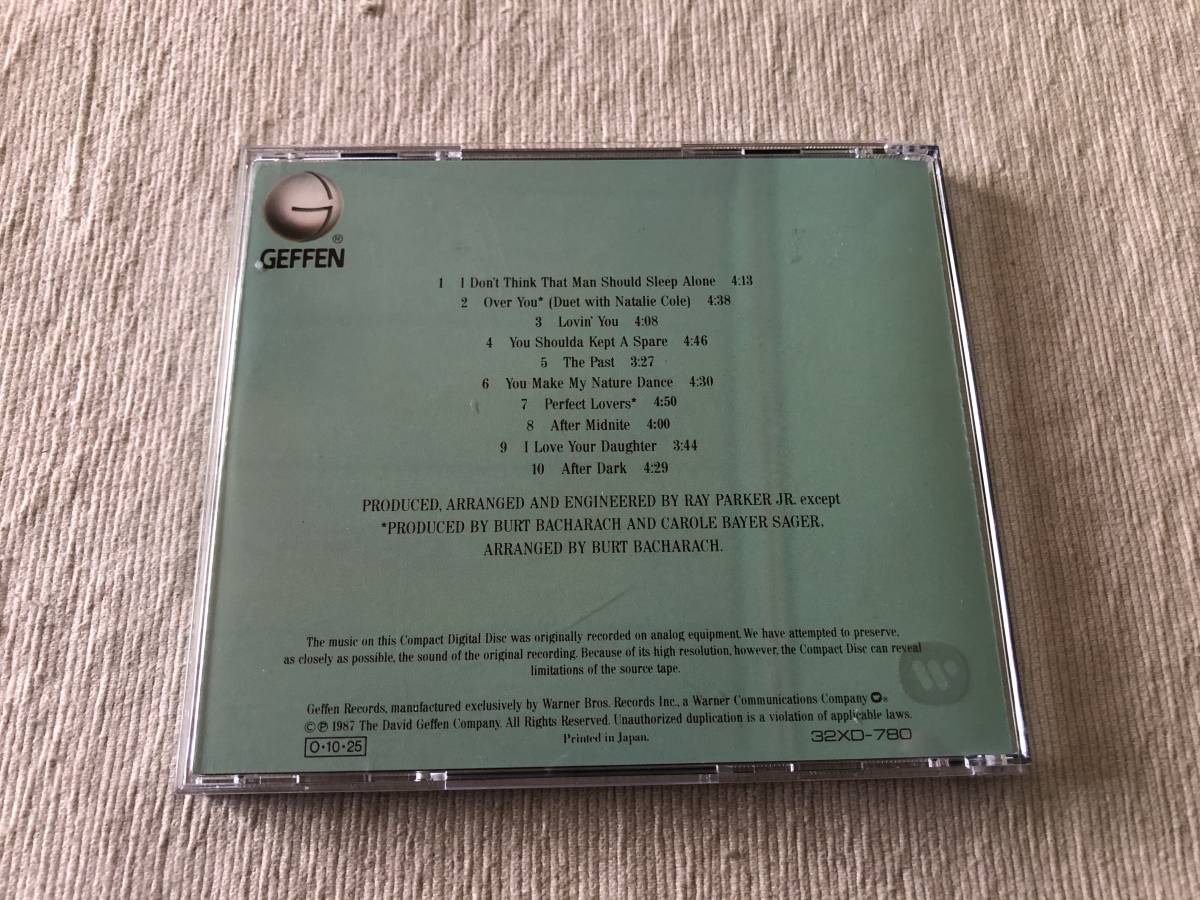 GEFFEN ®
1 I Don't Think That Man Should Sleep Alone 4:13
2 Over You* (Duet with Natalie Cole) 4:38
3 Lovin' You 4:08
4 You Shoulda Kept A Spare 4:46
5 The Past 3:27
6 You Make My Nature Dance 4:30
7 Perfect Lovers* 4:50
8 After Midnite 4:00
9 I Love Your Daughter 3:44
10 After Dark 4:29
PRODUCED, ARRANGED AND ENGINEERED BY RAY PARKER JR. except
*PRODUCED BY BURT BACHARACH AND CAROLE BAYER SAGER,
ARRANGED BY BURT BACHARACH.
The music on this Compact Digital Disc was originally recorded on analog equipment. We have attempted to preserve,
as closely as possible, the sound of the original recording. Because of its high resolution, however, the Compact Disc can reveal
limitations of the source tape.
Geffen Records, manufactured exclusively by Warner Bros. Records Inc., a Warner Communications Company ®
© ℗ 1987 The David Geffen Company. All Rights Reserved. Unauthorized duplication is a violation of applicable laws.
Printed in Japan.
O·10·25
32XD-780